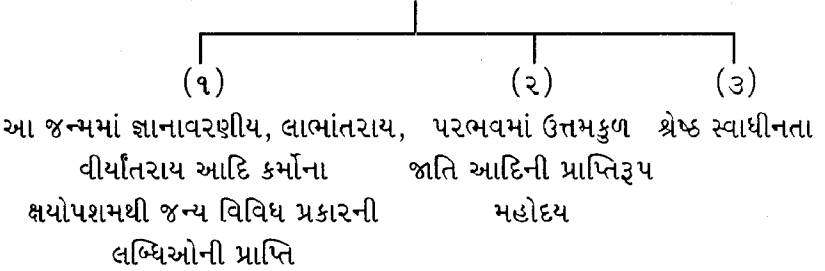 (૧)
આ જન્મમાં જ્ઞાનાવરણીય, લાભાંતરાય,
વીર્યાંતરાય આદિ કર્મોના
ક્ષયોપશમથી જન્ય વિવિધ પ્રકારની
લબ્ધિઓની પ્રાપ્તિ
(૨)
પરભવમાં ઉત્તમકુળ
જાતિ આદિની પ્રાપ્તિરૂપ
મહોદય
(૩)
શ્રેષ્ઠ સ્વાધીનતા